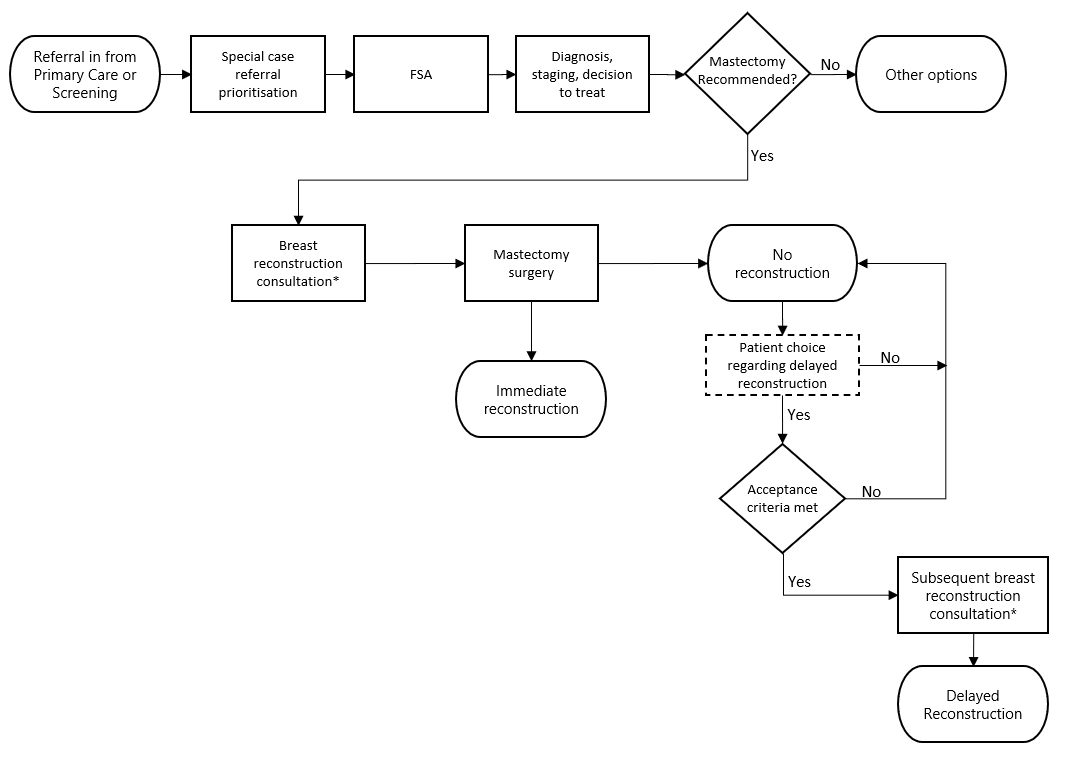 Referral in from
Primary Care or
Screening
Special case
referral
prioritisation
FSA
Diagnosis,
staging, decision
to treat
Mastectomy
Recommended?
No
Other options
Yes
Breast
reconstruction
consultation*
Mastectomy
surgery
No
reconstruction
Immediate
reconstruction
Patient choice
regarding delayed
reconstruction
No
Yes
Acceptance
criteria met
No
Yes
Subsequent breast
reconstruction
consultation*
Delayed
Reconstruction